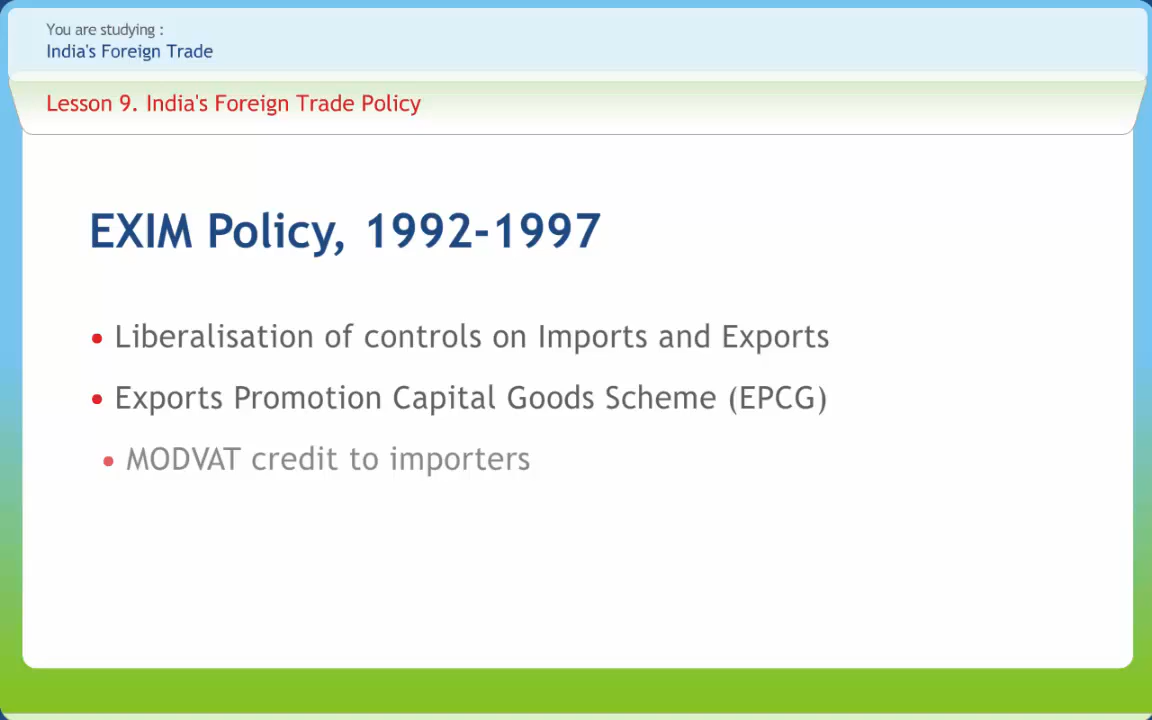 You are studying :
India's Foreign Trade
Lesson 9. India's Foreign Trade Policy
EXIM Policy, 1992-1997
• Liberalisation of controls on Imports and Exports
• Exports Promotion Capital Goods Scheme (EPCG)
• MODVAT credit to importers